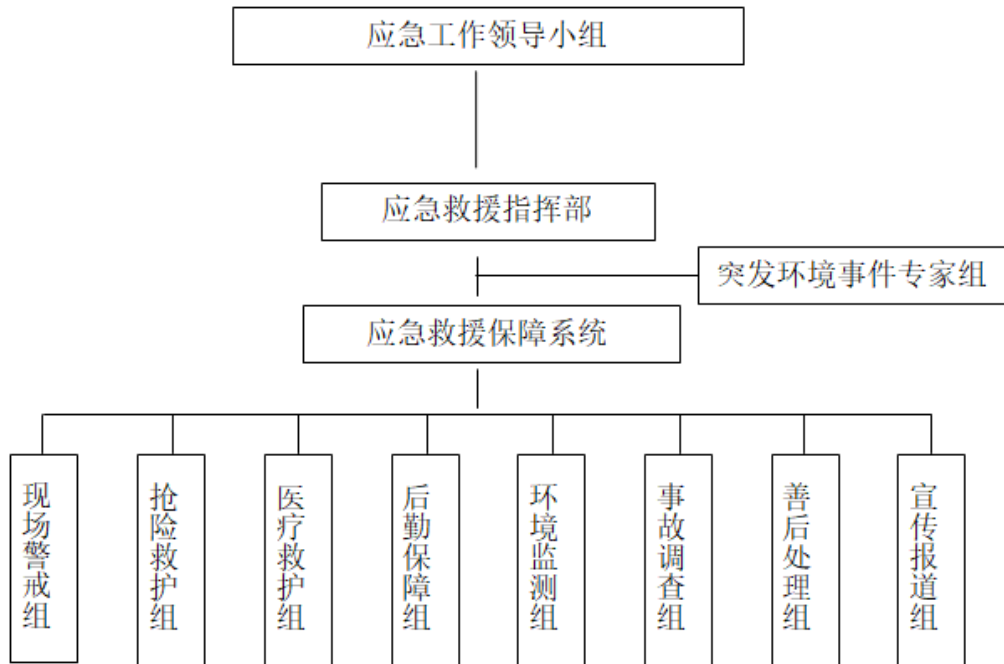 应急工作领导小组
应急救援指挥部
突发环境事件专家组
应急救援保障系统
现场警戒组
抢险救护组
医疗救护组
后勤保障组
环境监测组
事故调查组
善后处理组
宣传报道组